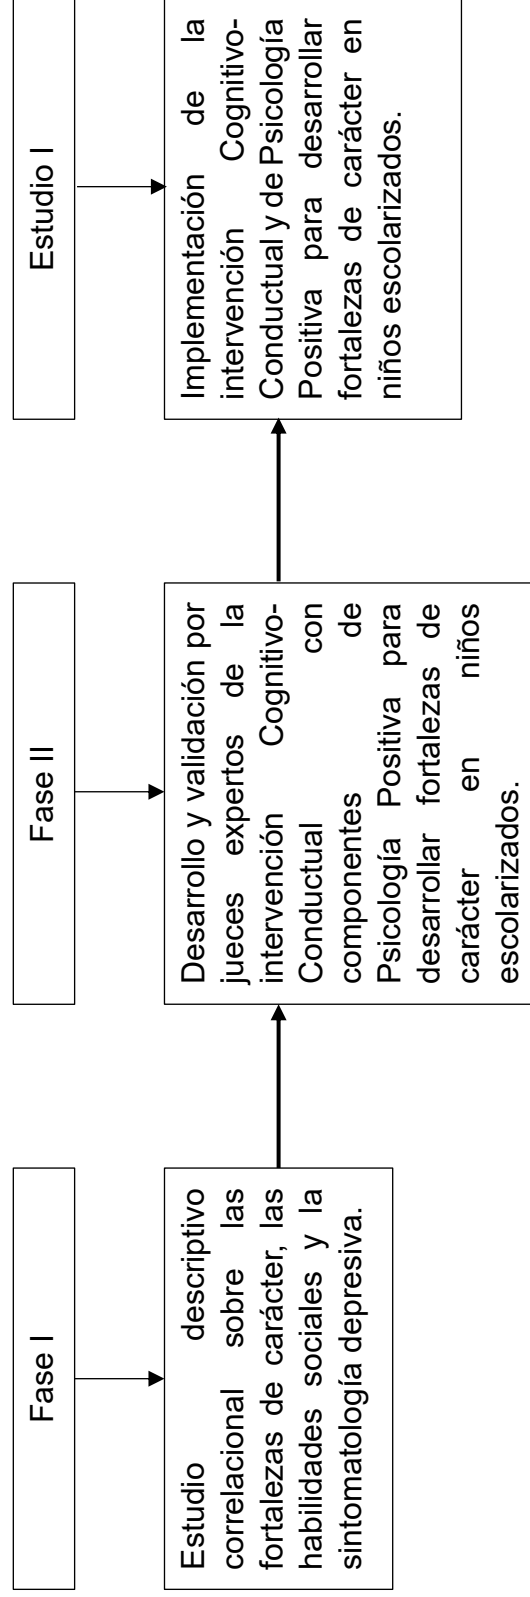 Fase I
Estudio descriptivo
correlacional sobre las
fortalezas de carácter, las
habilidades sociales y la
sintomatología depresiva.
Fase II
Desarrollo y validación por
jueces expertos de la
intervención Cognitivo-
Conductual con
componentes de
Psicología Positiva para
desarrollar fortalezas de
carácter en niños
escolarizados.
Estudio I
Implementación de la
intervención Cognitivo-
Conductual y de Psicología
Positiva para desarrollar
fortalezas de carácter en
niños escolarizados.